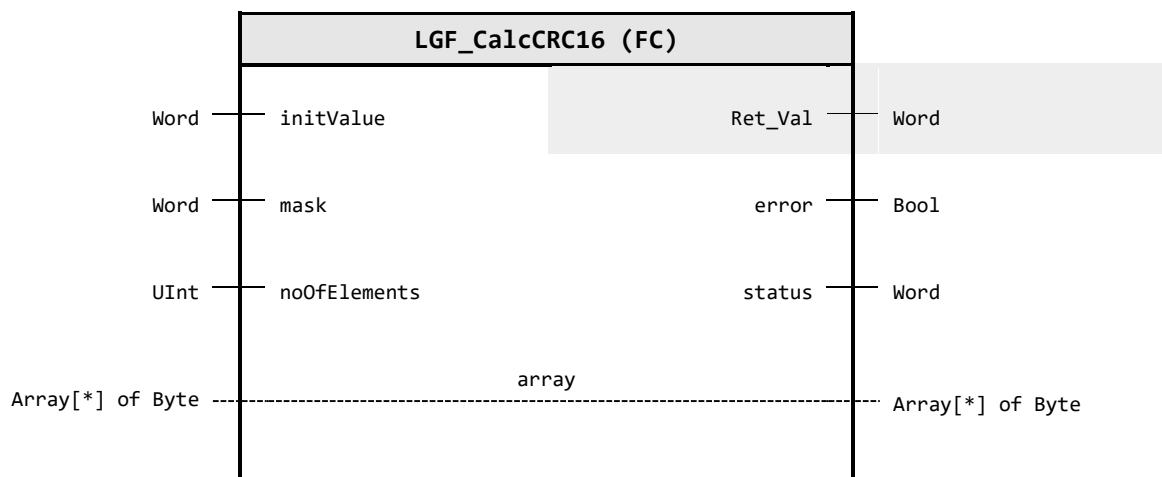 LGF_CalcCRC16 (FC)
Word initValue Ret_Val Word
Word mask error Bool
UInt noOfElements status Word
array
Array[*] of Byte Array[*] of Byte